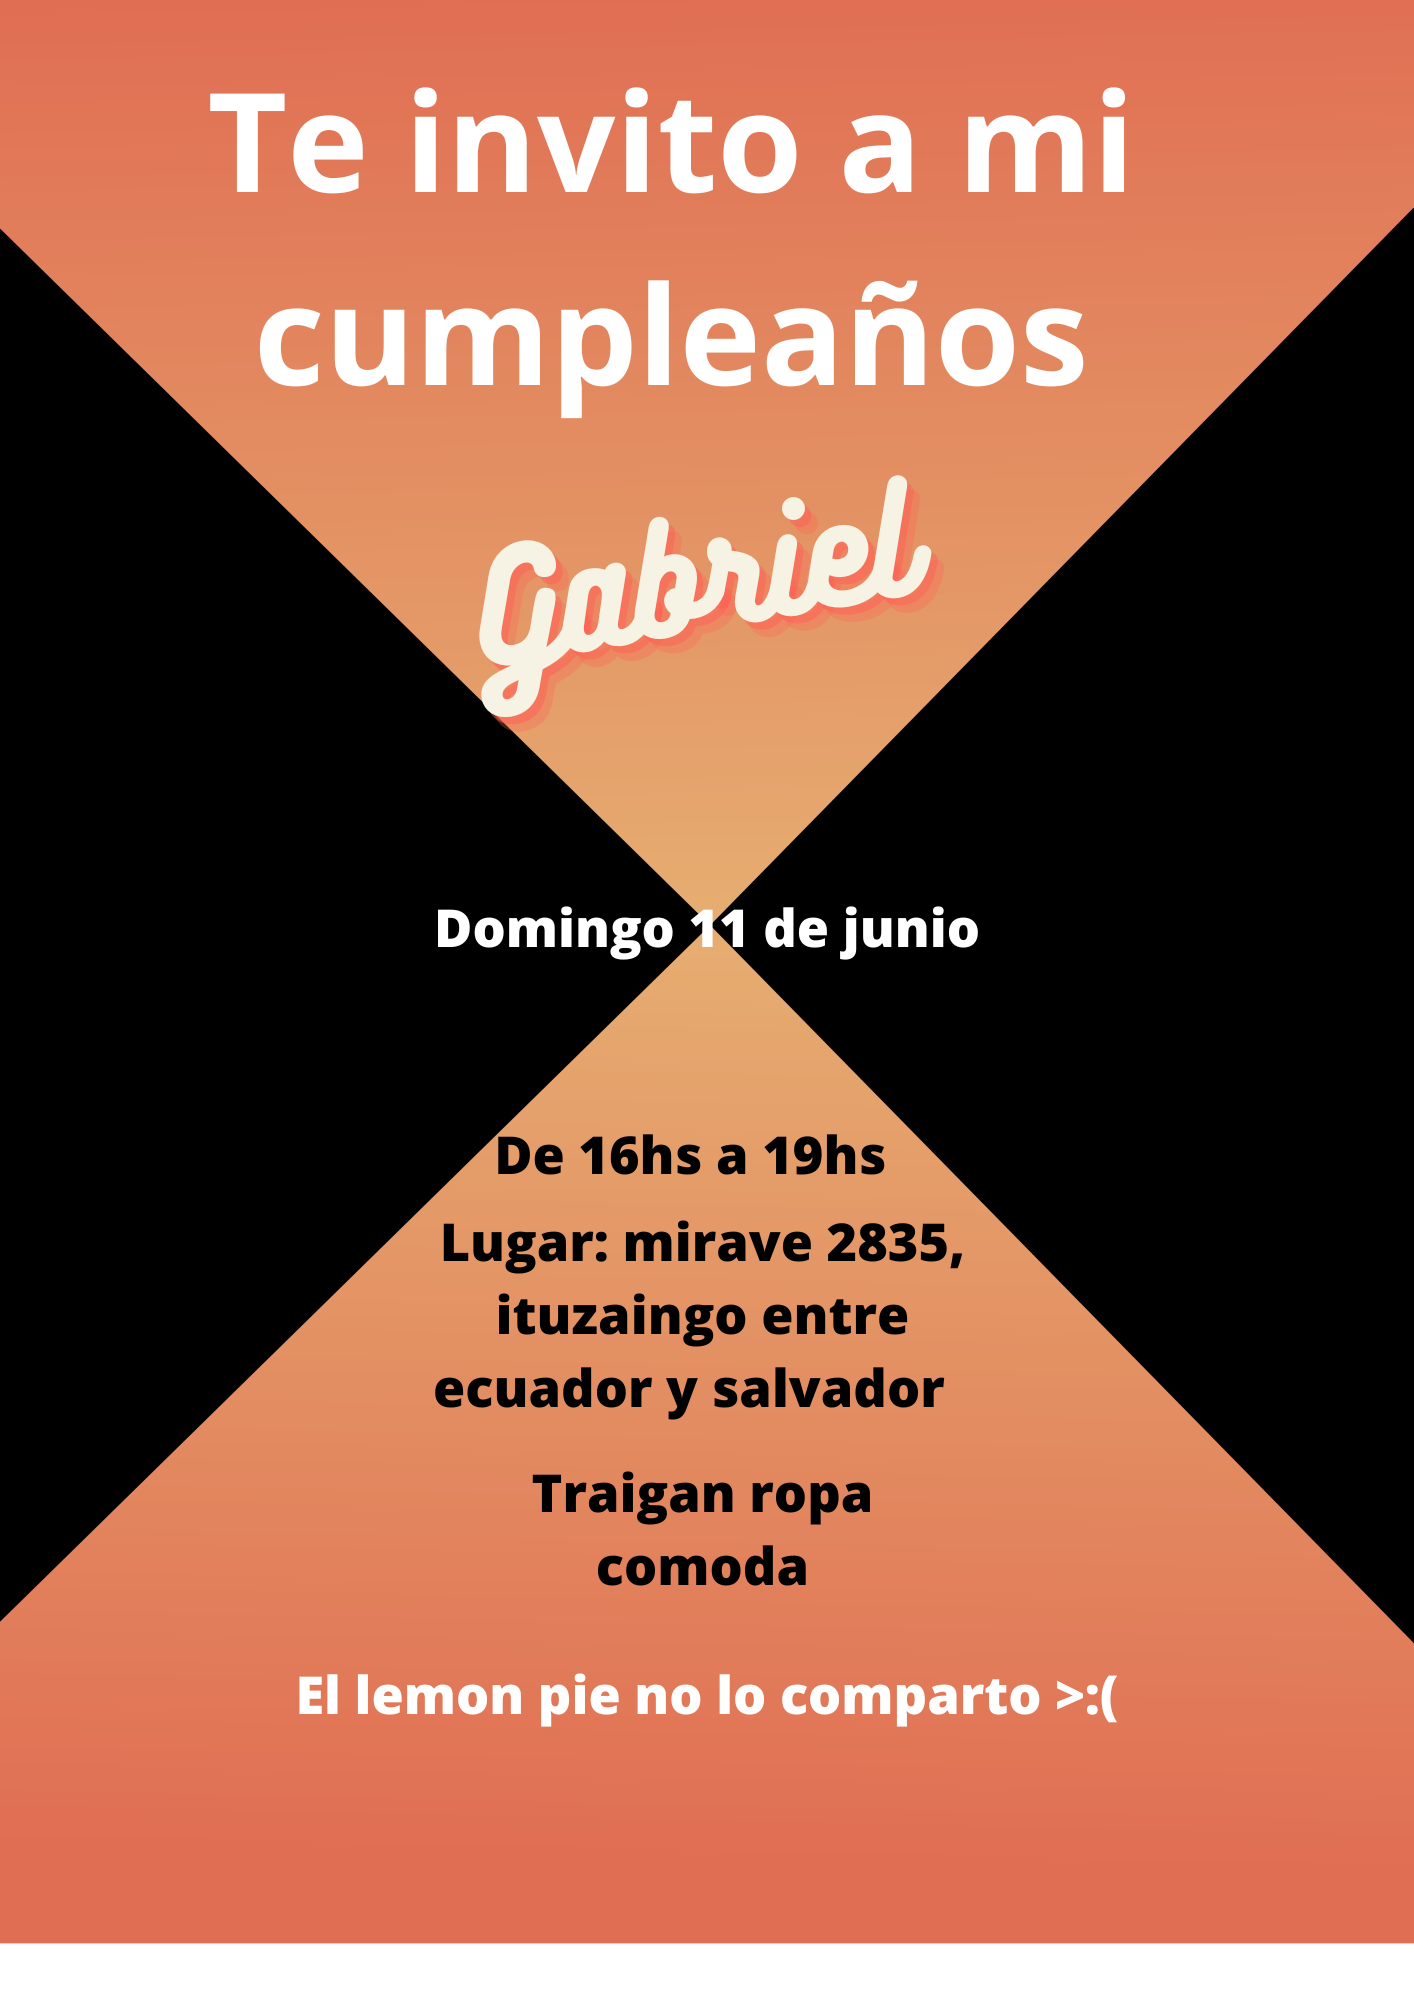 Te invito a mi
cumpleaños
Gabriel
Domingo 11 de junio
De 16hs a 19hs
Lugar: mirave 2835,
ituzaingo entre
ecuador y salvador
Traigan ropa
comoda
El lemon pie no lo comparto >:(